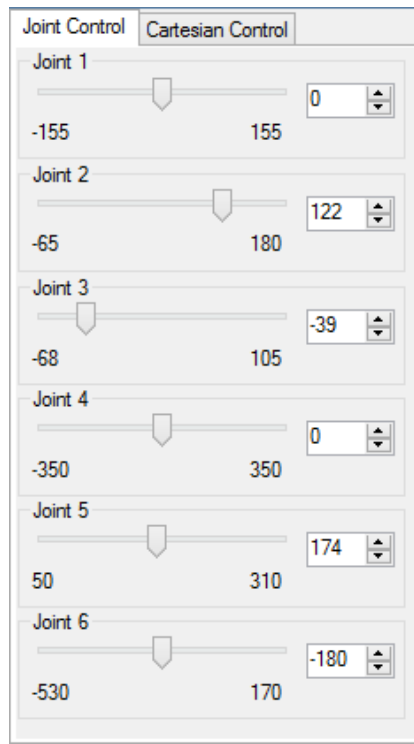 Joint Control Cartesian Control
Joint 1
0
-155 155
Joint 2
122
-65 180
Joint 3
-39
-68 105
Joint 4
0
-350 350
Joint 5
174
50 310
Joint 6
-180
-530 170